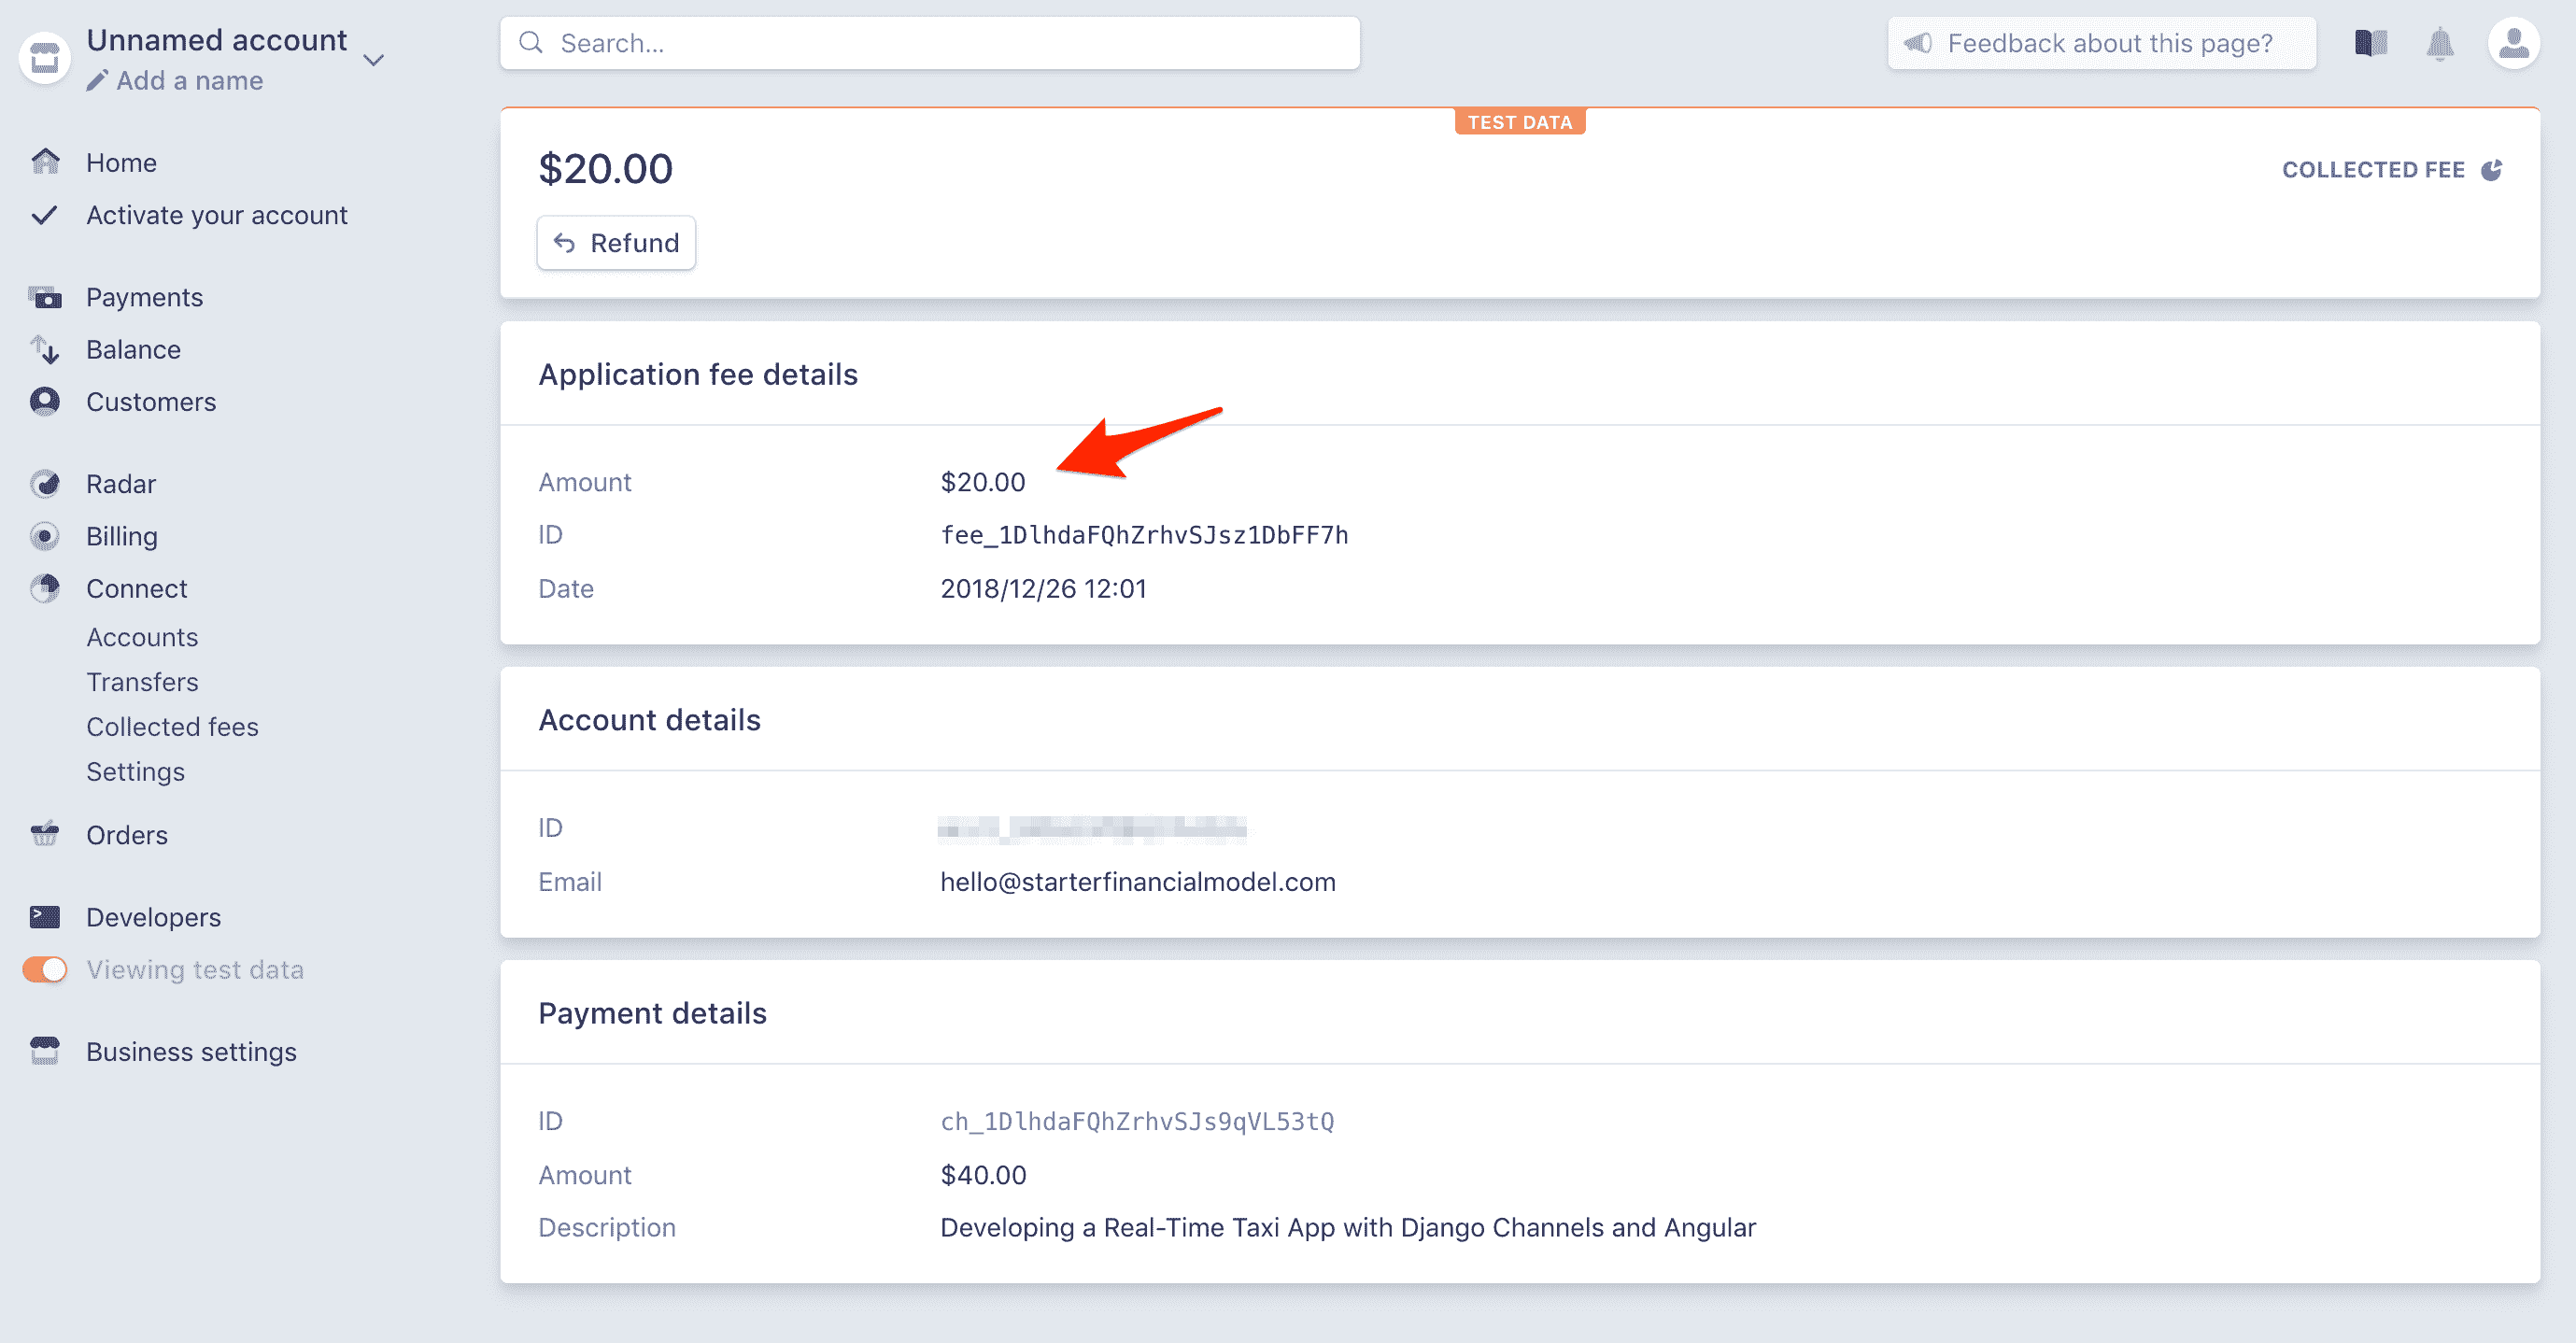 Unnamed account
Add a name
Search...
Feedback about this page?
Home
Activate your account
Payments
Balance
Customers
Radar
Billing
Connect
Accounts
Transfers
Collected fees
Settings
Orders
Developers
Viewing test data
Business settings
TEST DATA
$20.00
COLLECTED FEE
Refund
Application fee details
Amount $20.00
ID fee_1DlhdaFQhZrhvSJsz1DbFF7h
Date 2018/12/26 12:01
Account details
ID
Email hello@starterfinancialmodel.com
Payment details
ID ch_1DlhdaFQhZrhvSJs9qVL53tQ
Amount $40.00
Description Developing a Real-Time Taxi App with Django Channels and Angular